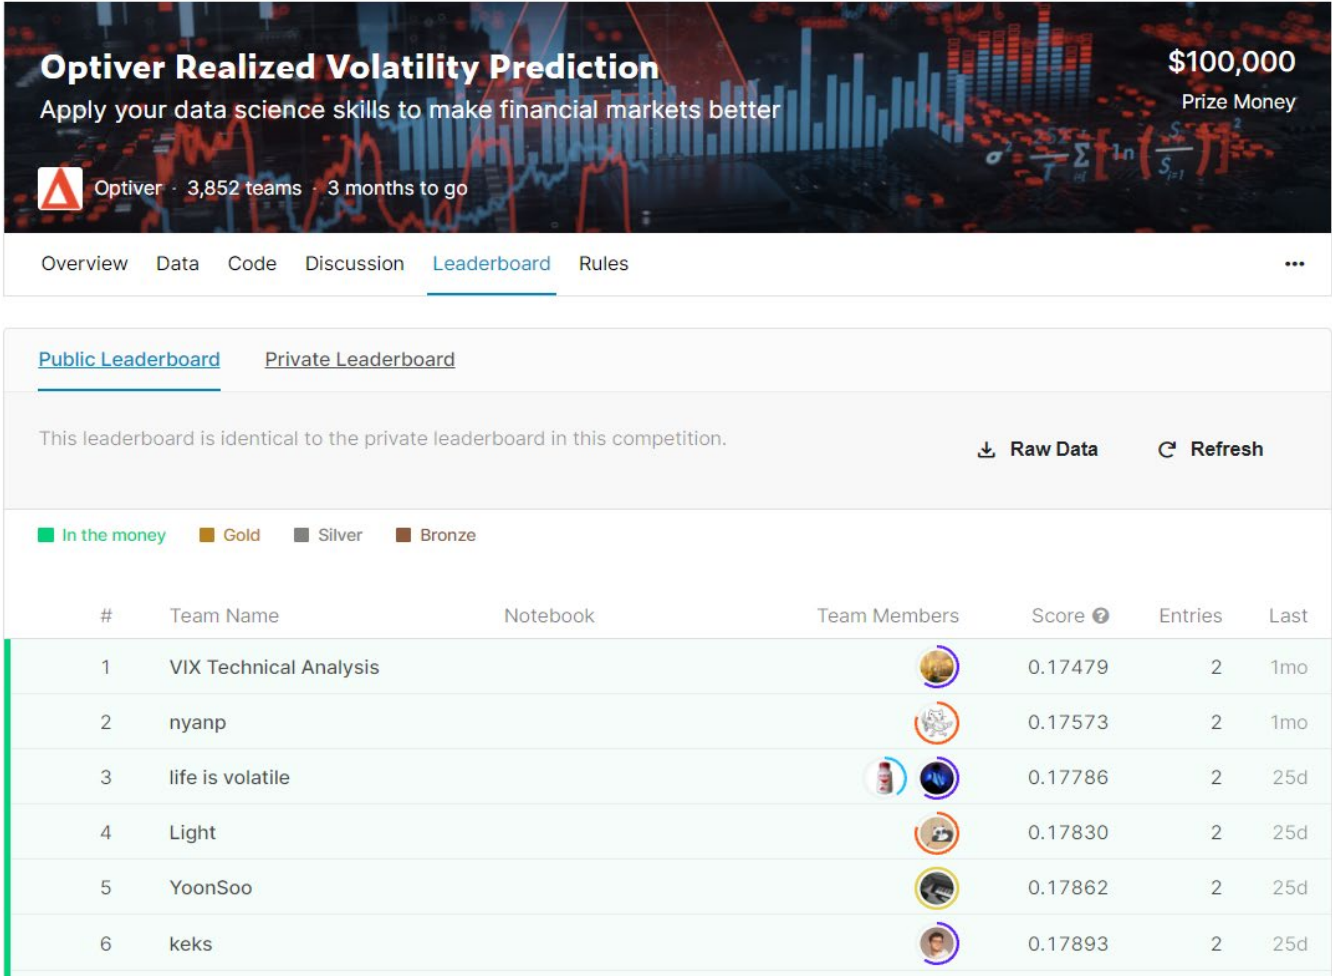 Optiver Realized Volatility Prediction
$100,000
Apply your data science skills to make financial markets better
Prize Money
Optiver · 3,852 teams · 3 months to go
Overview Data Code Discussion Leaderboard Rules
Public Leaderboard Private Leaderboard
This leaderboard is identical to the private leaderboard in this competition.
Raw Data Refresh
In the money Gold Silver Bronze
# Team Name Notebook Team Members Score Entries Last
1 VIX Technical Analysis 0.17479 2 1mo
2 nyanp 0.17573 2 1mo
3 life is volatile 0.17786 2 25d
4 Light 0.17830 2 25d
5 YoonSoo 0.17862 2 25d
6 keks 0.17893 2 25d